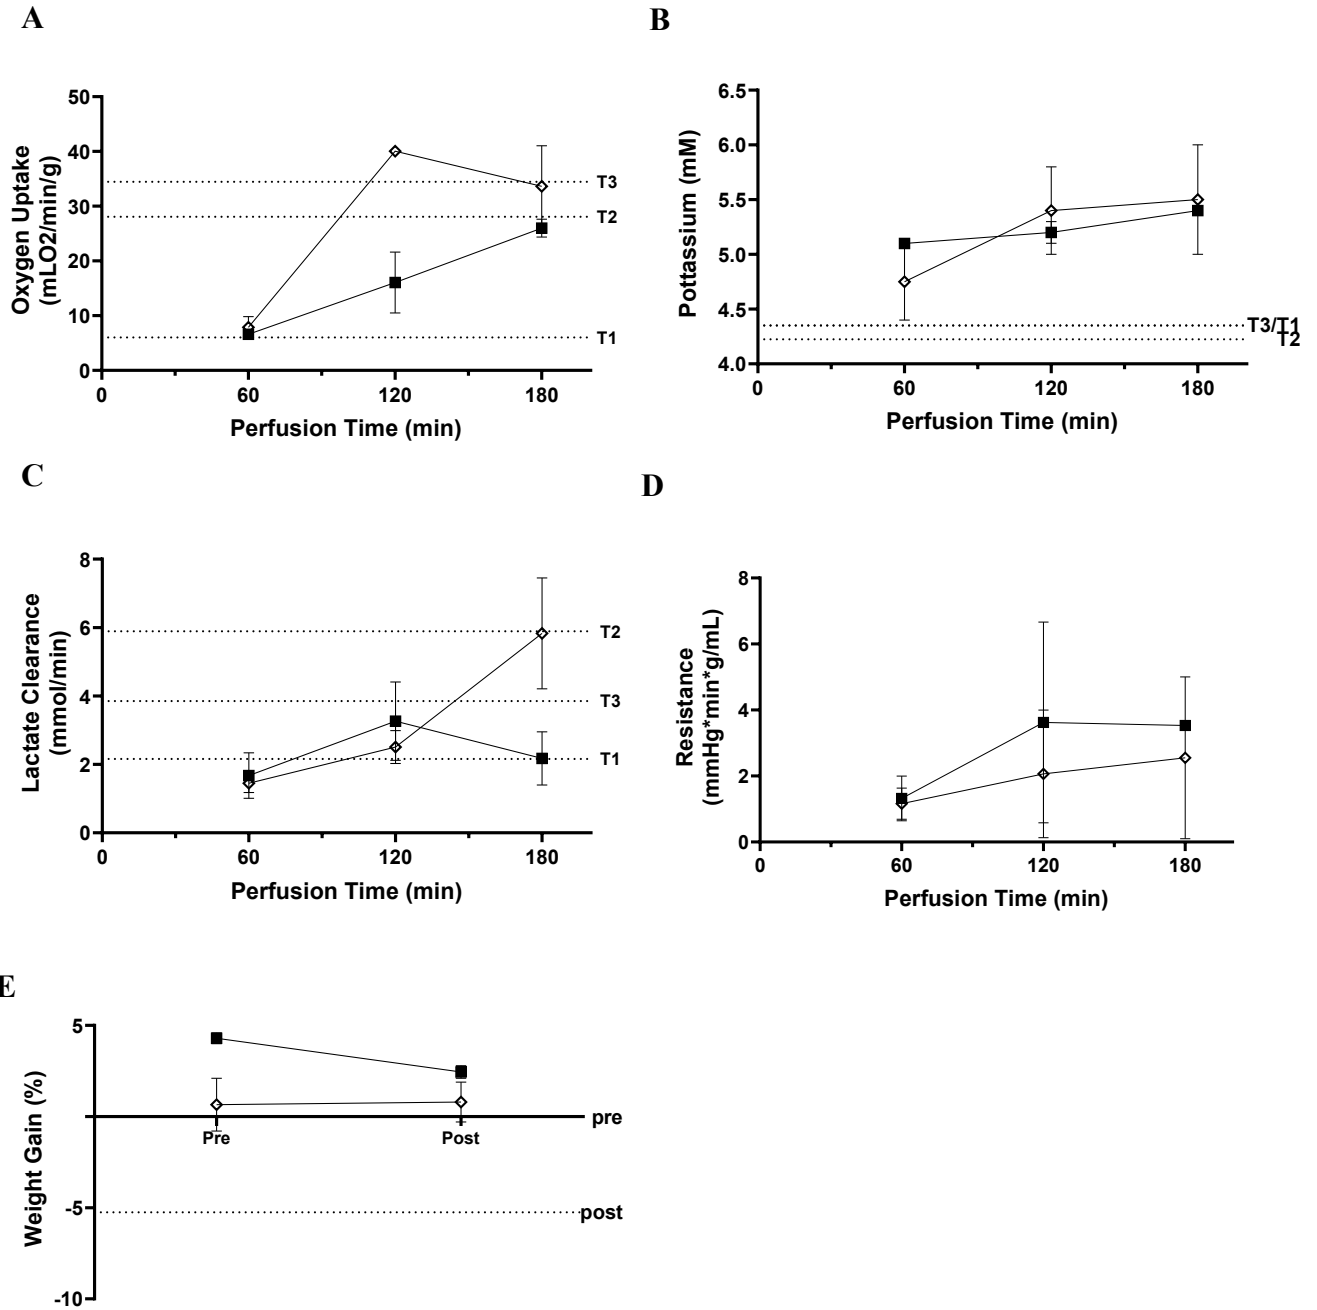 A
50
40
30
20
10
0
Oxygen Uptake
(mLO2/min/g)
T3
T2
T1
0 60 120 180
Perfusion Time (min)
B
6.5
6.0
5.5
5.0
4.5
4.0
Pottassium (mM)
T3/T1
T2
0 60 120 180
Perfusion Time (min)
C
8
6
4
2
0
Lactate Clearance
(mmol/min)
T2
T3
T1
0 60 120 180
Perfusion Time (min)
D
8
6
4
2
0
Resistance
(mmHg*min*g/mL)
0 60 120 180
Perfusion Time (min)
E
5
-5
-10
Weight Gain (%)
Pre Post
pre
post